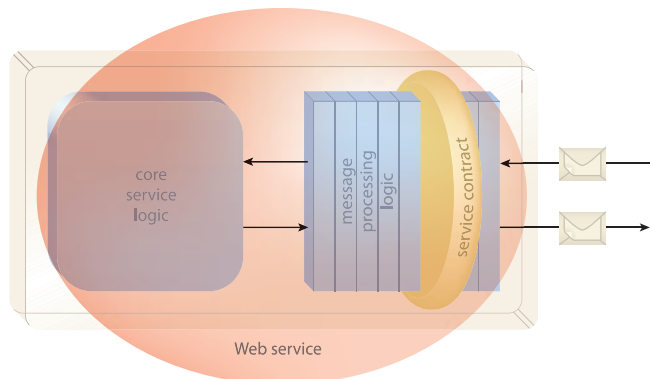 core
service
logic
message
processing
logic
service contract
Web service